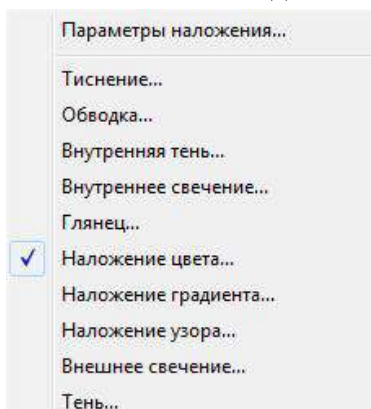 Параметры наложения...
Тиснение...
Обводка...
Внутренняя тень...
Внутреннее свечение...
Глянец...
Наложение цвета...
Наложение градиента...
Наложение узора...
Внешнее свечение...
Тень...